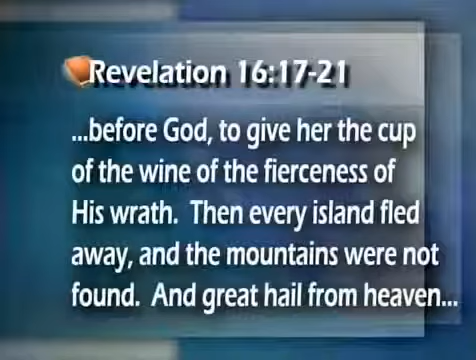 Revelation 16:17-21
...before God, to give her the cup
of the wine of the fierceness of
His wrath. Then every island fled
away, and the mountains were not
found. And great hail from heaven...